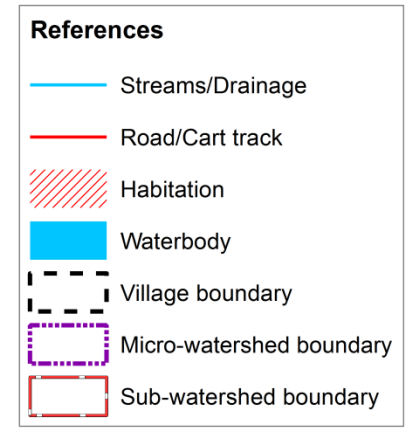 References
Streams/Drainage
Road/Cart track
Habitation
Waterbody
Village boundary
Micro-watershed boundary
Sub-watershed boundary